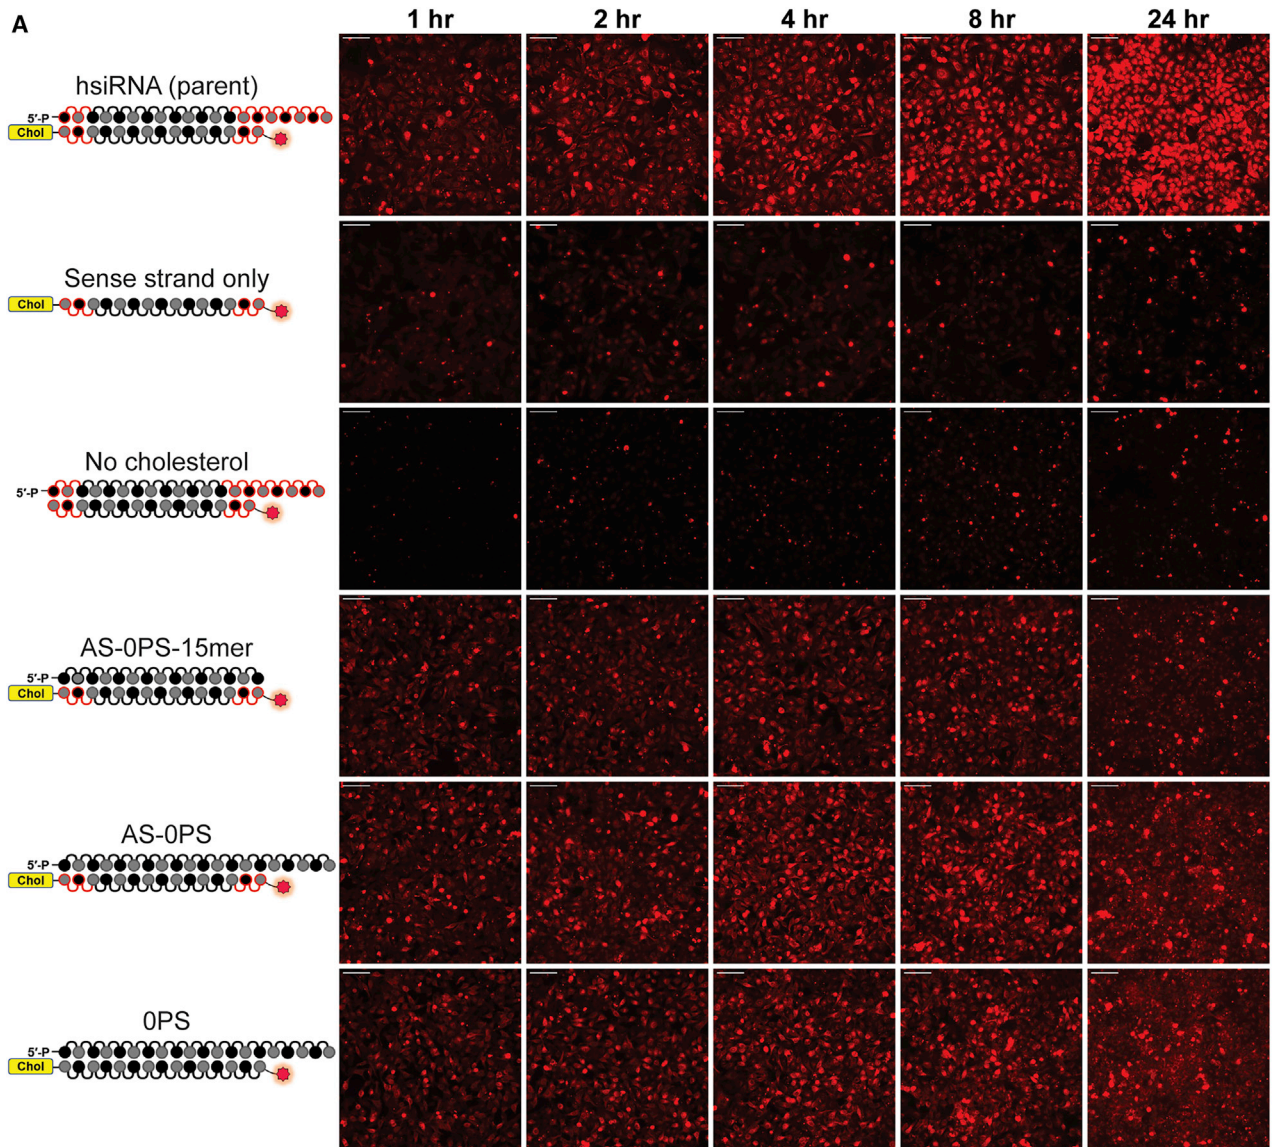 A
1 hr 2 hr 4 hr 8 hr 24 hr
hsiRNA (parent)
5′-P
Chol
Sense strand only
Chol
No cholesterol
5′-P
AS-0PS-15mer
5′-P
Chol
AS-0PS
5′-P
Chol
0PS
5′-P
Chol